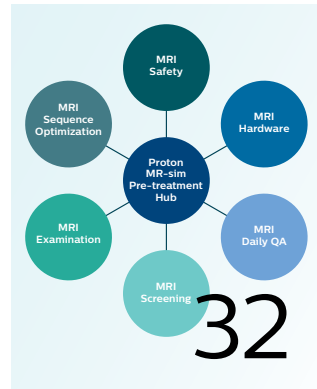 MRI
Safety
MRI
Sequence
Optimization
MRI
Hardware
Proton
MR-sim
Pre-treatment
Hub
MRI
Examination
MRI
Daily QA
MRI
Screening
32